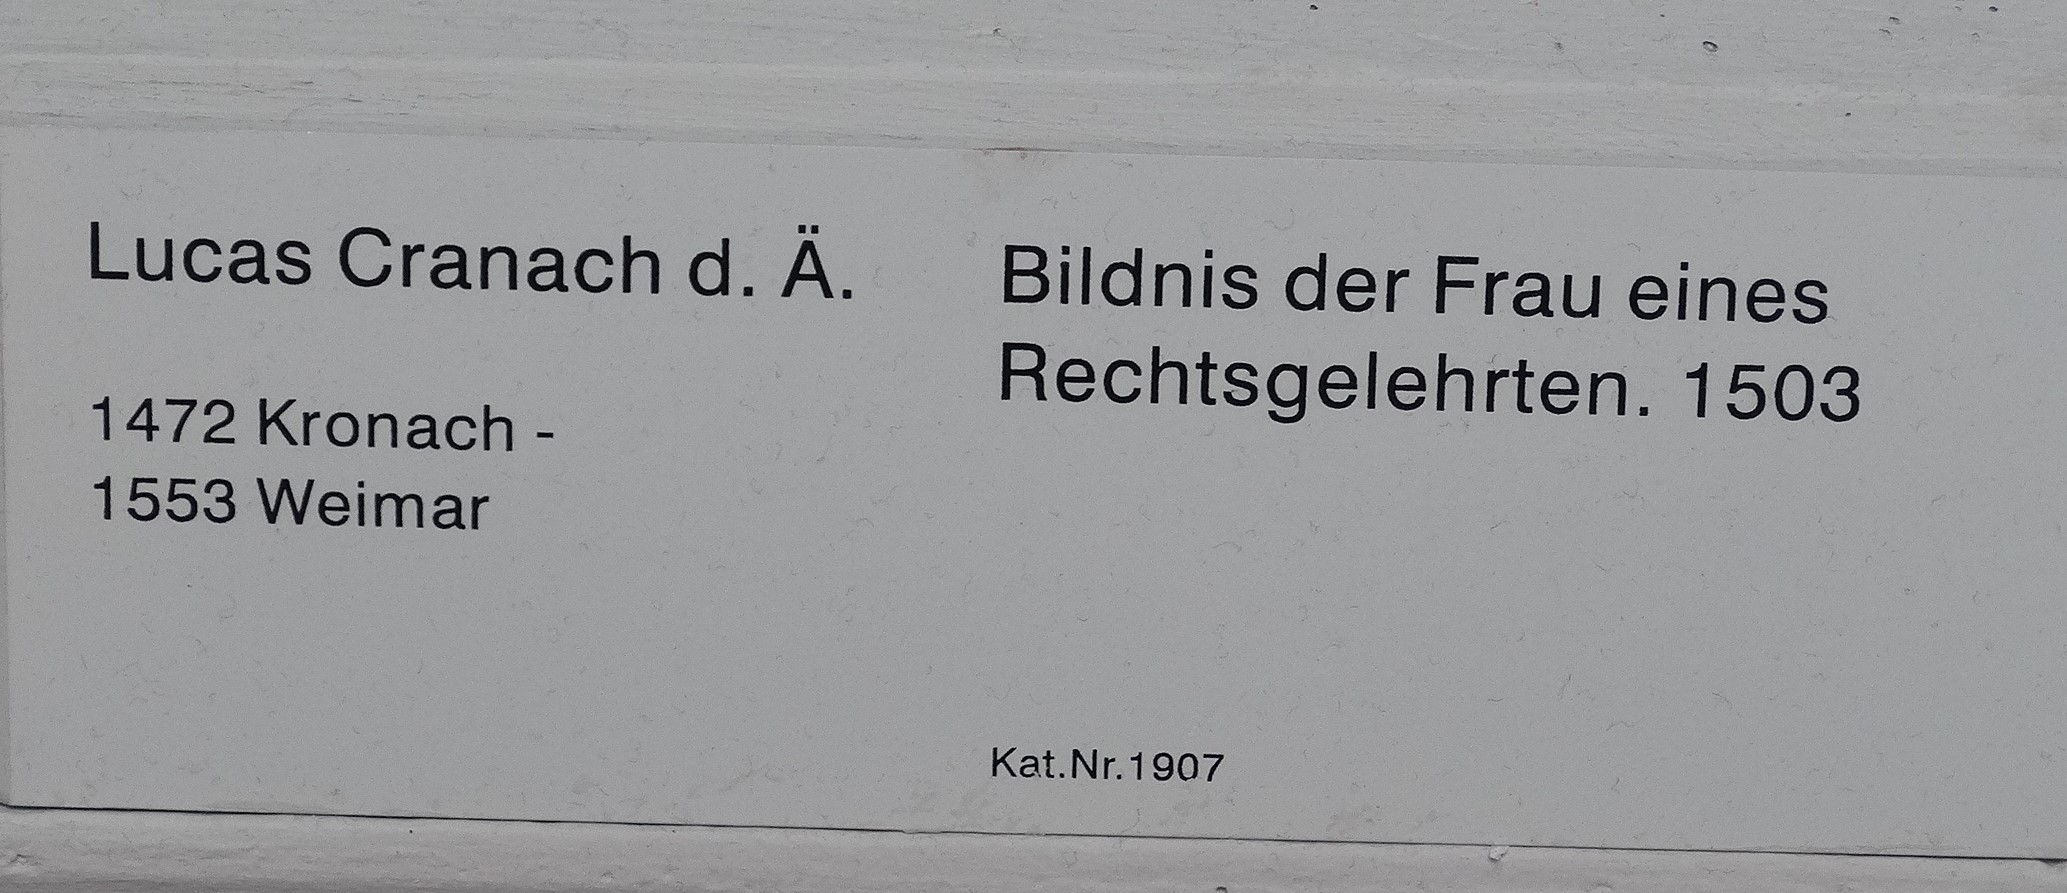 Lucas Cranach d. Ä.
1472 Kronach -
1553 Weimar
Bildnis der Frau eines
Rechtsgelehrten. 1503
Kat.Nr.1907